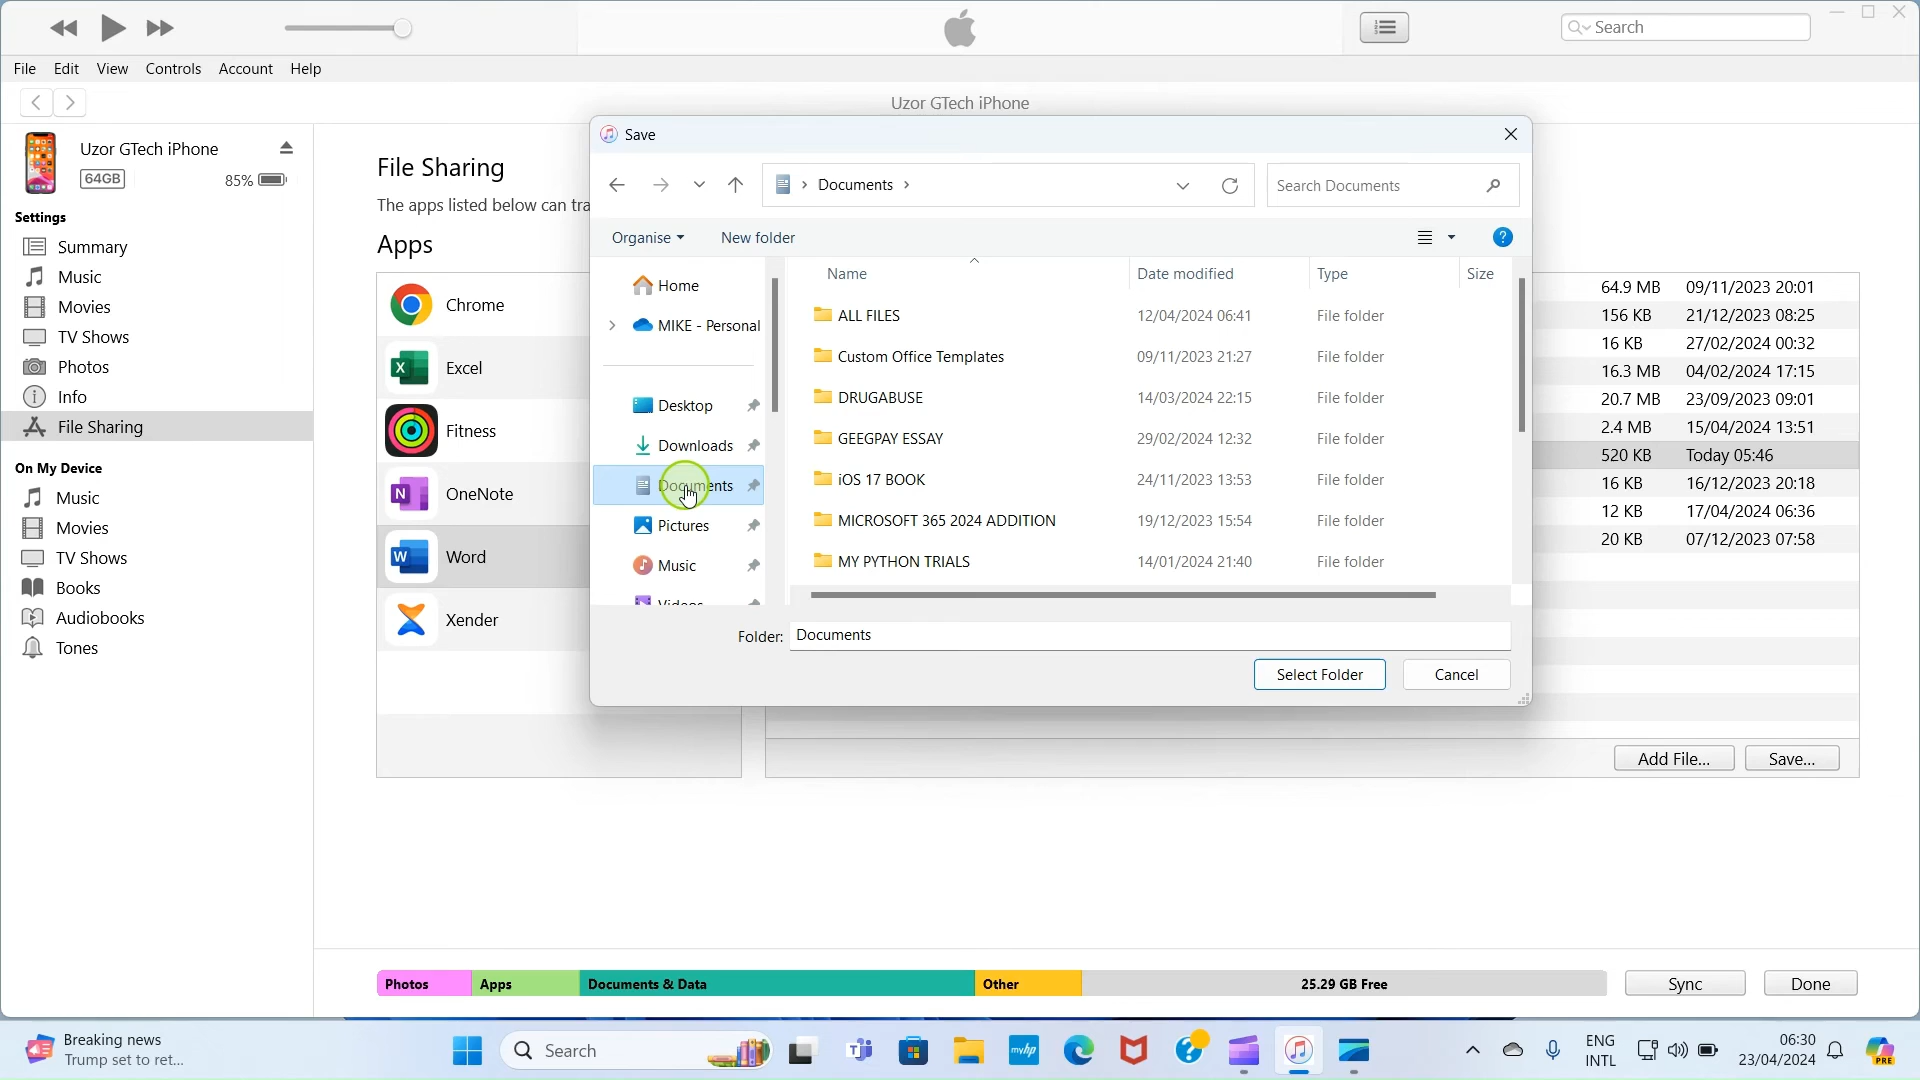 Search
File Edit View Controls Account Help
Uzor GTech iPhone
Uzor GTech iPhone
64GB 85%
Settings
Summary
Music
Movies
TV Shows
Photos
Info
File Sharing
On My Device
Music
Movies
TV Shows
Books
Audiobooks
Tones
File Sharing
The apps listed below can
Apps
Chrome
Excel
Fitness
OneNote
Word
Xender
Save
Documents
Search Documents
Organise New folder
Home
MIKE - Personal
Desktop
Downloads
Documents
Pictures
Music
Videos
Name Date modified Type Size
ALL FILES 12/04/2024 06:41 File folder
Custom Office Templates 09/11/2023 21:27 File folder
DRUGABUSE 14/03/2024 22:15 File folder
GEEGPAY ESSAY 29/02/2024 12:32 File folder
iOS 17 BOOK 24/11/2023 13:53 File folder
MICROSOFT 365 2024 ADDITION 19/12/2023 15:54 File folder
MY PYTHON TRIALS 14/01/2024 21:40 File folder
Folder: Documents
Select Folder Cancel
64.9 MB 09/11/2023 20:01
156 KB 21/12/2023 08:25
16 KB 27/02/2024 00:32
16.3 MB 04/02/2024 17:15
20.7 MB 23/09/2023 09:01
2.4 MB 15/04/2024 13:51
520 KB Today 05:46
16 KB 16/12/2023 20:18
12 KB 17/04/2024 06:36
20 KB 07/12/2023 07:58
Add File... Save...
Photos Apps Documents & Data Other 25.29 GB Free
Sync Done
Breaking news
Trump set to ret...
Search
myhp
ENG
INTL
06:30
23/04/2024
PRE